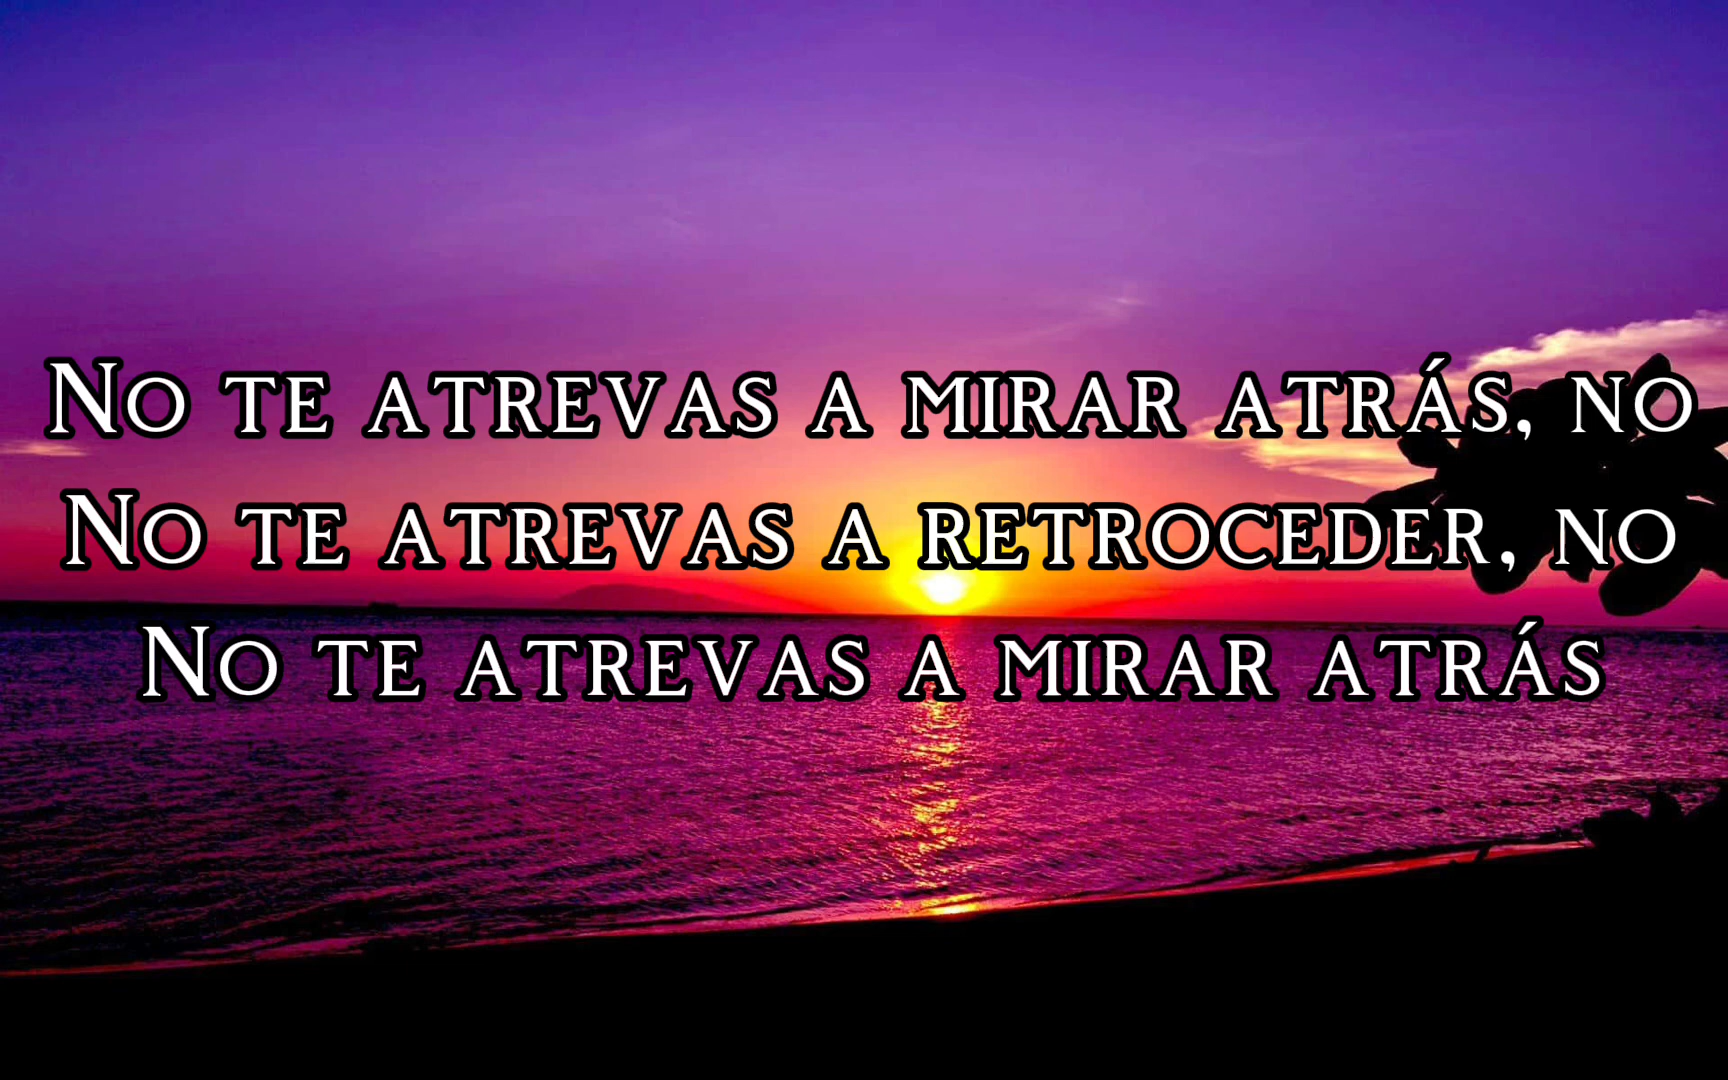 No te atrevas a mirar atrás, no
No te atrevas a retroceder, no
No te atrevas a mirar atrás